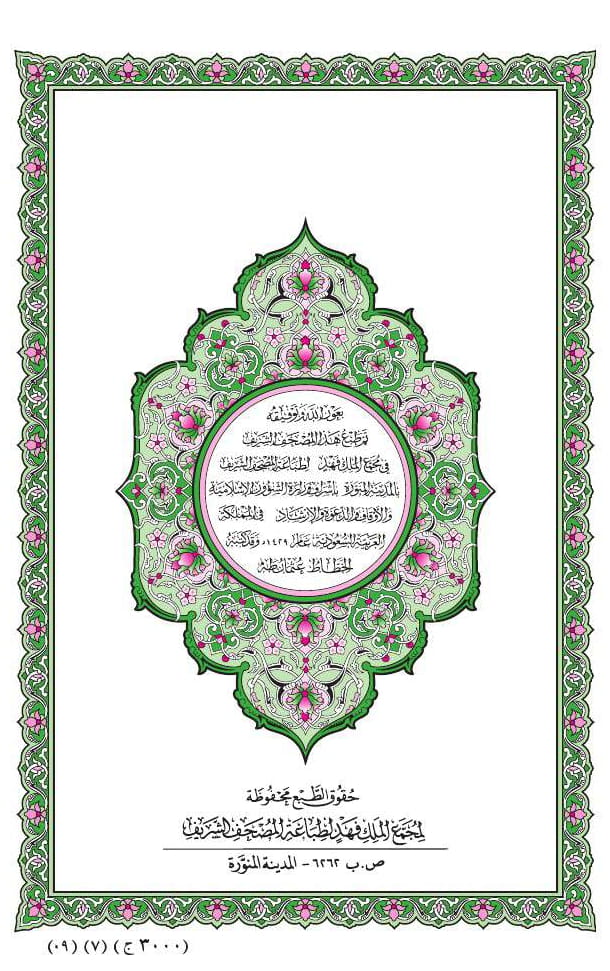 بعون الله وتوفيقه
تم طبع هذا المصحف الشريف
في مجمع الملك فهد لطباعة المصحف الشريف
بالمدينة المنورة بإشراف وزارة الشؤون الإسلامية
والأوقاف والدعوة والإرشاد في المملكة
العربية السعودية عام ١٤٢٩هـ وقد كتبه
الخطاط عثمان طه
حقوق الطبع محفوظة
لمجمع الملك فهد لطباعة المصحف الشريف
ص.ب ٦٢٦٢ - المدينة المنورة
(٣٠٠٠ ج) (٧) (٠٩)